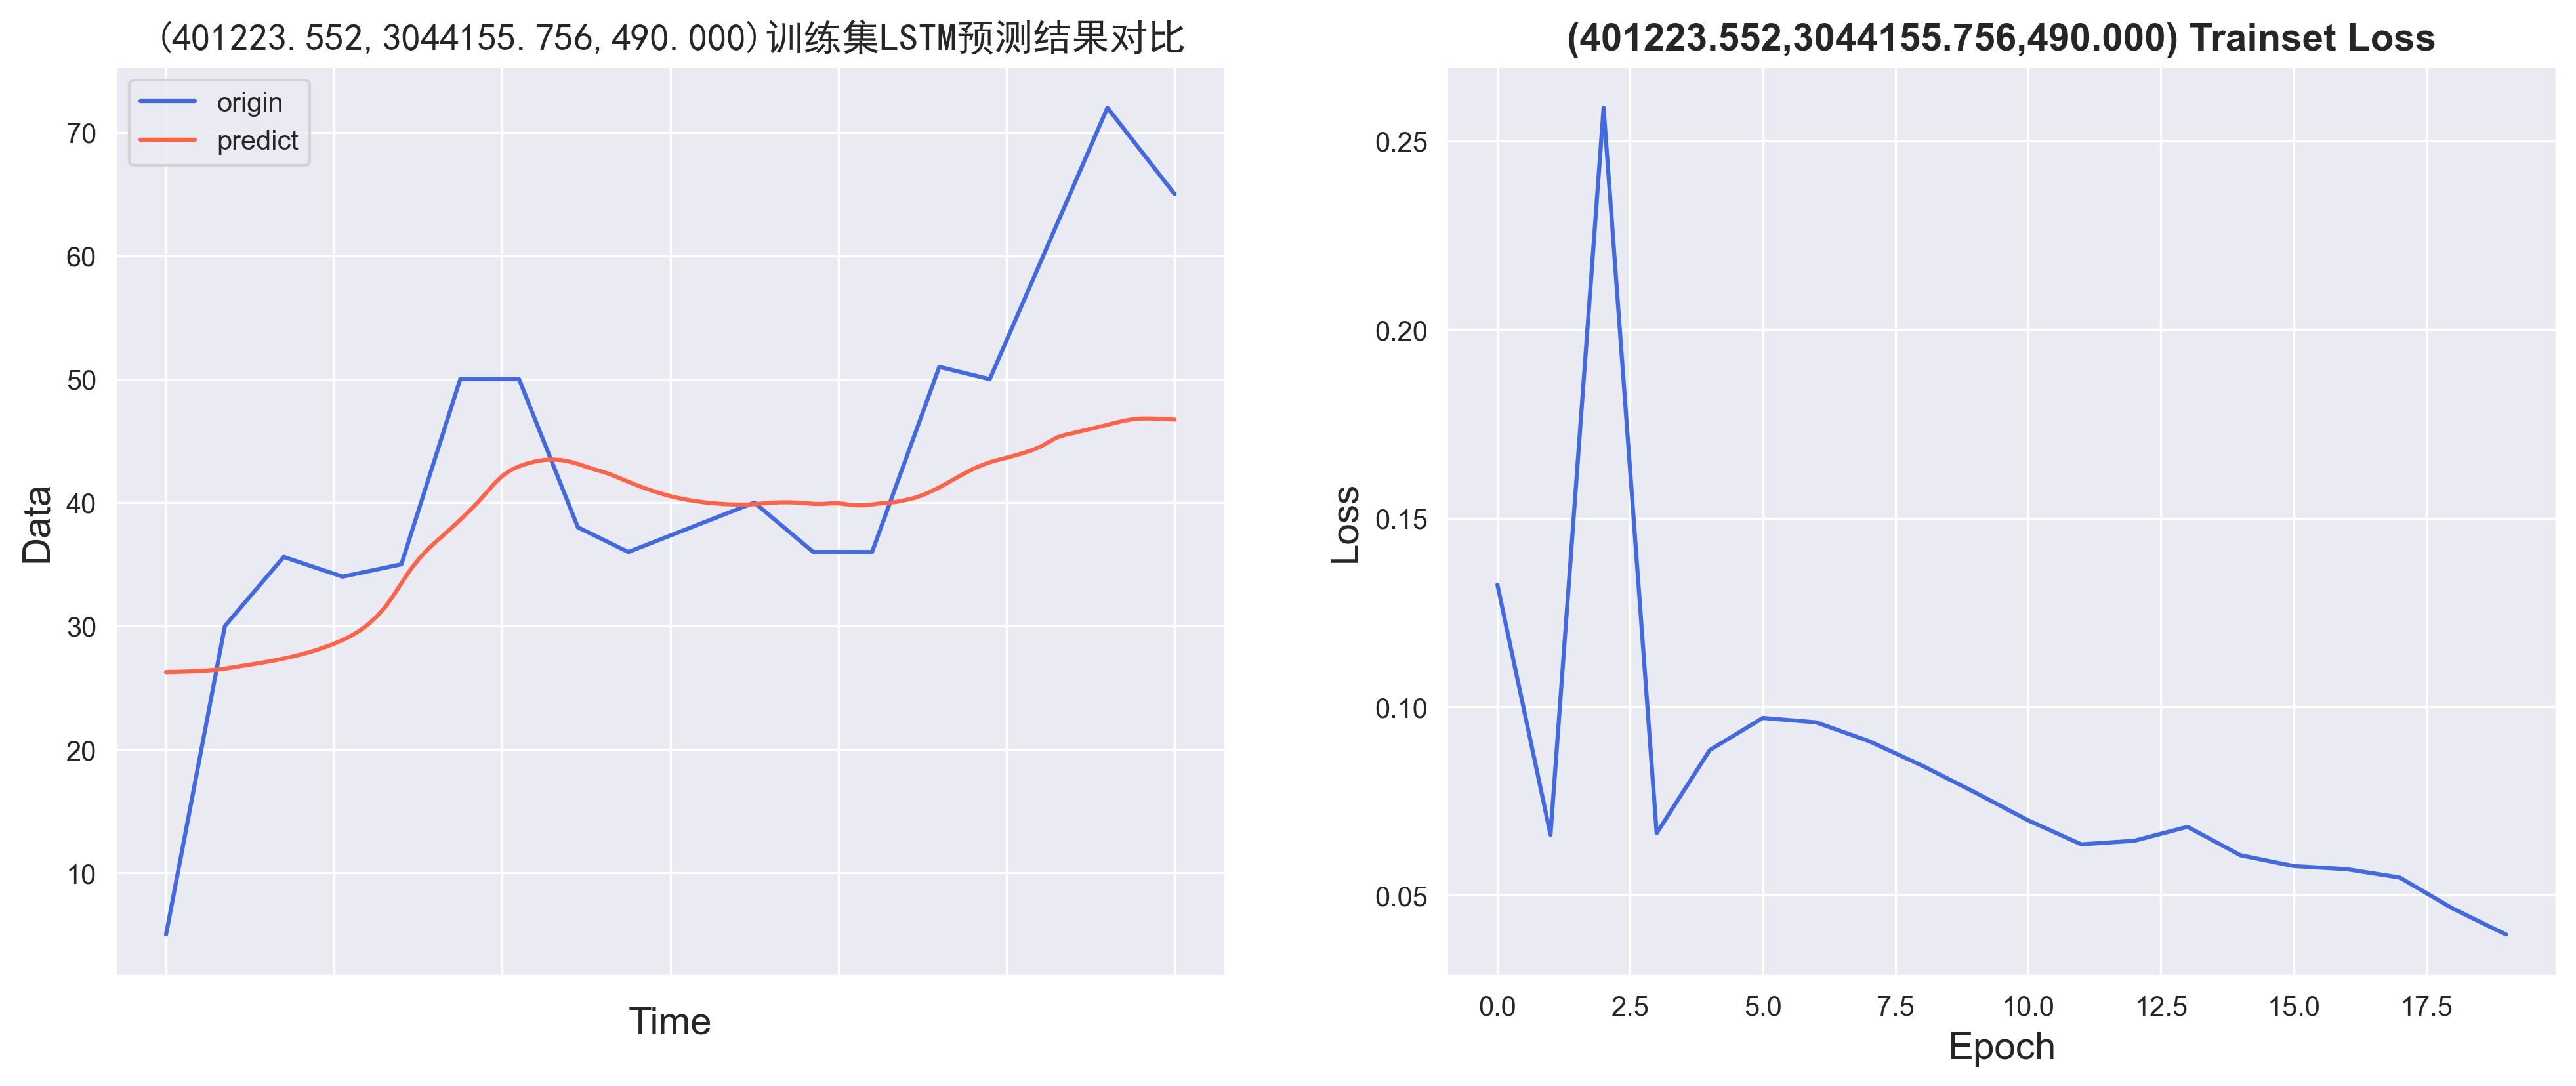 (401223.552,3044155.756,490.000)训练集LSTM预测结果对比
origin
predict
70
60
50
40
30
20
10
Data
Time
(401223.552,3044155.756,490.000) Trainset Loss
0.25
0.20
0.15
0.10
0.05
Loss
0.0 2.5 5.0 7.5 10.0 12.5 15.0 17.5
Epoch